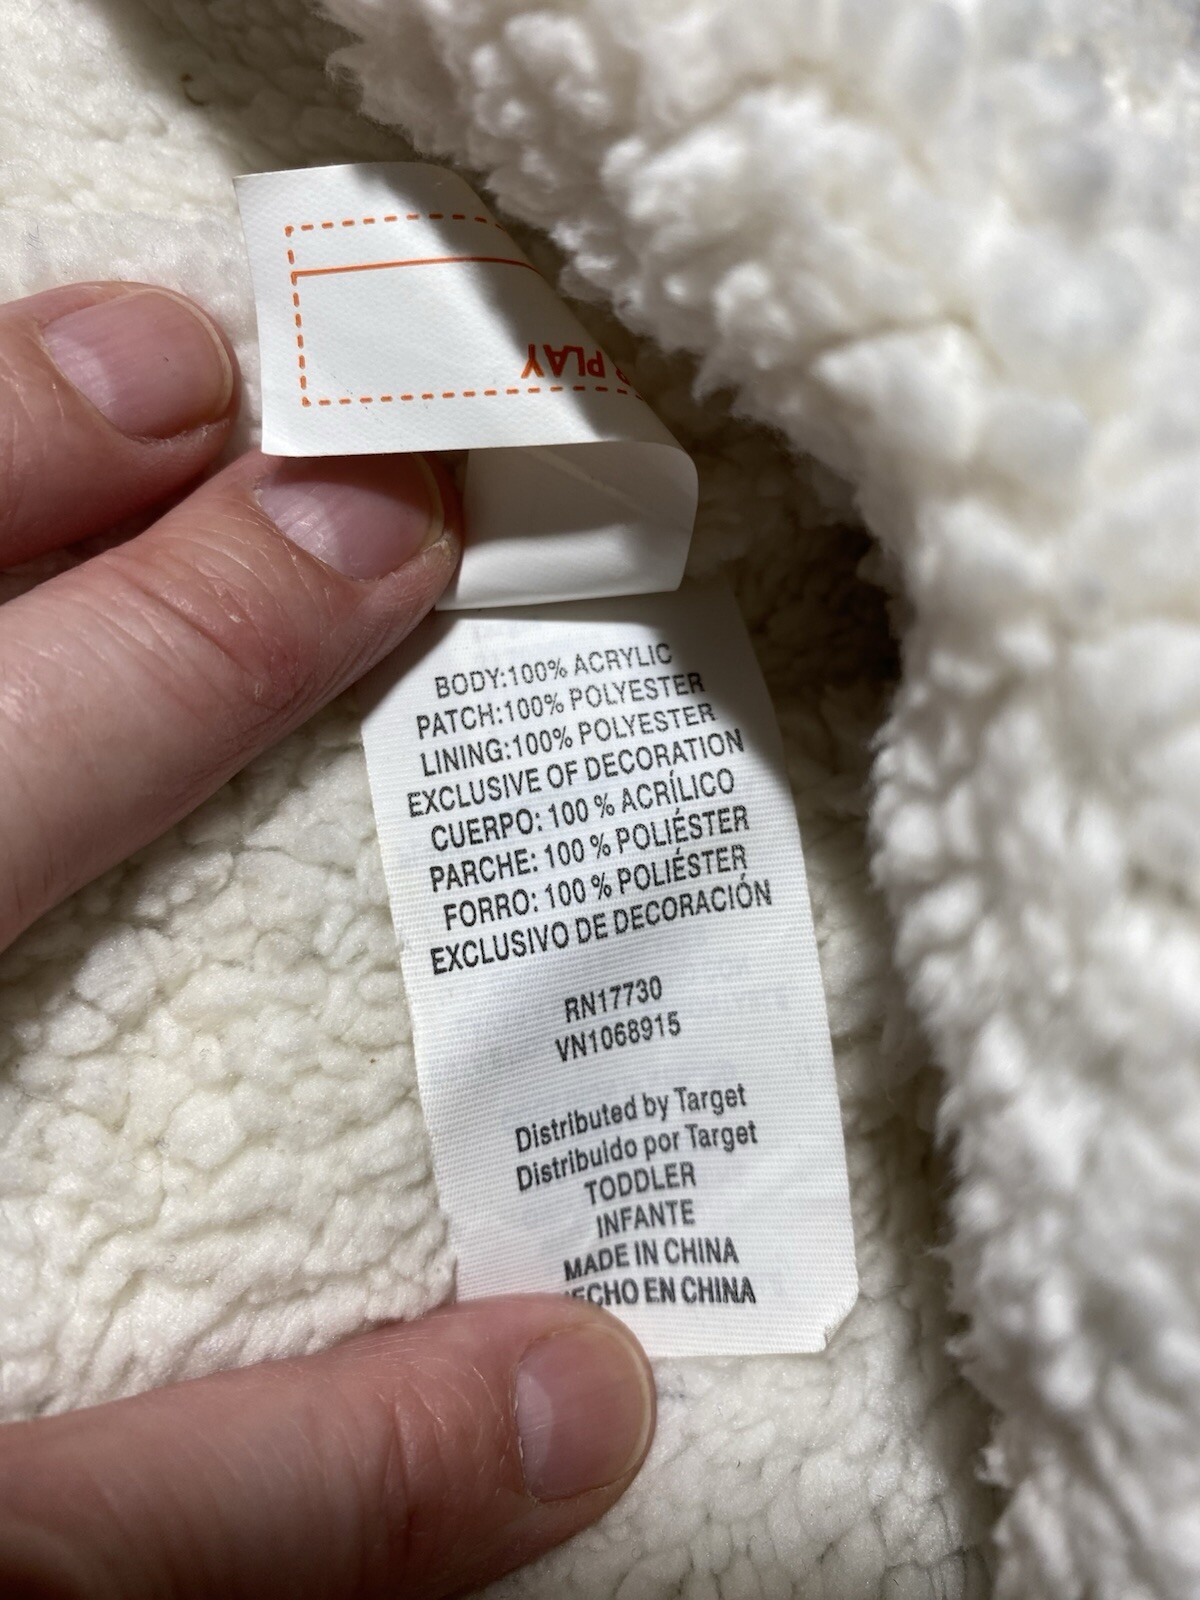 PLAY
BODY:100% ACRYLIC
PATCH:100% POLYESTER
LINING:100% POLYESTER
EXCLUSIVE OF DECORATION
CUERPO: 100 % ACRÍLICO
PARCHE: 100 % POLIÉSTER
FORRO: 100 % POLIÉSTER
EXCLUSIVO DE DECORACIÓN
RN17730
VN1068915
Distributed by Target
Distribuido por Target
TODDLER
INFANTE
MADE IN CHINA
ECHO EN CHINA